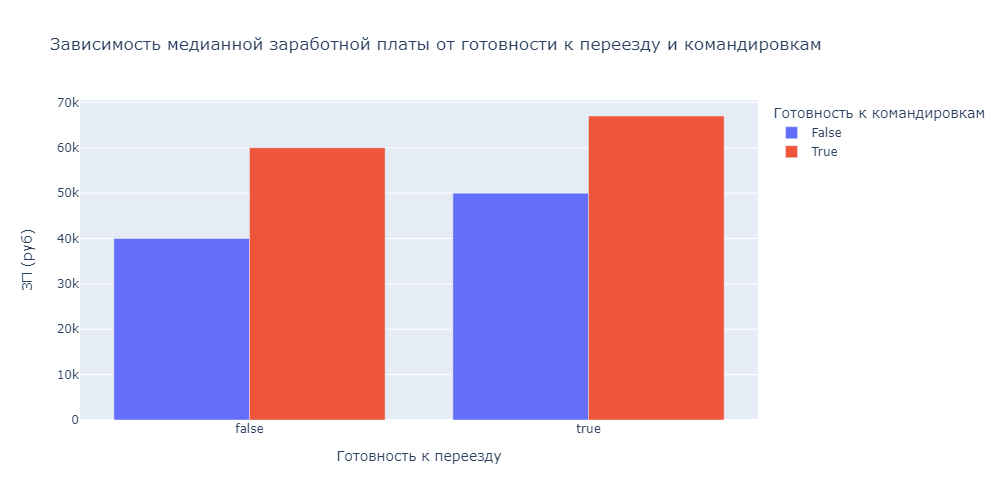 Зависимость медианной заработной платы от готовности к переезду и командировкам
70k
60k
50k
40k
30k
20k
10k
0
ЗП (руб)
false
true
Готовность к переезду
Готовность к командировкам
False
True